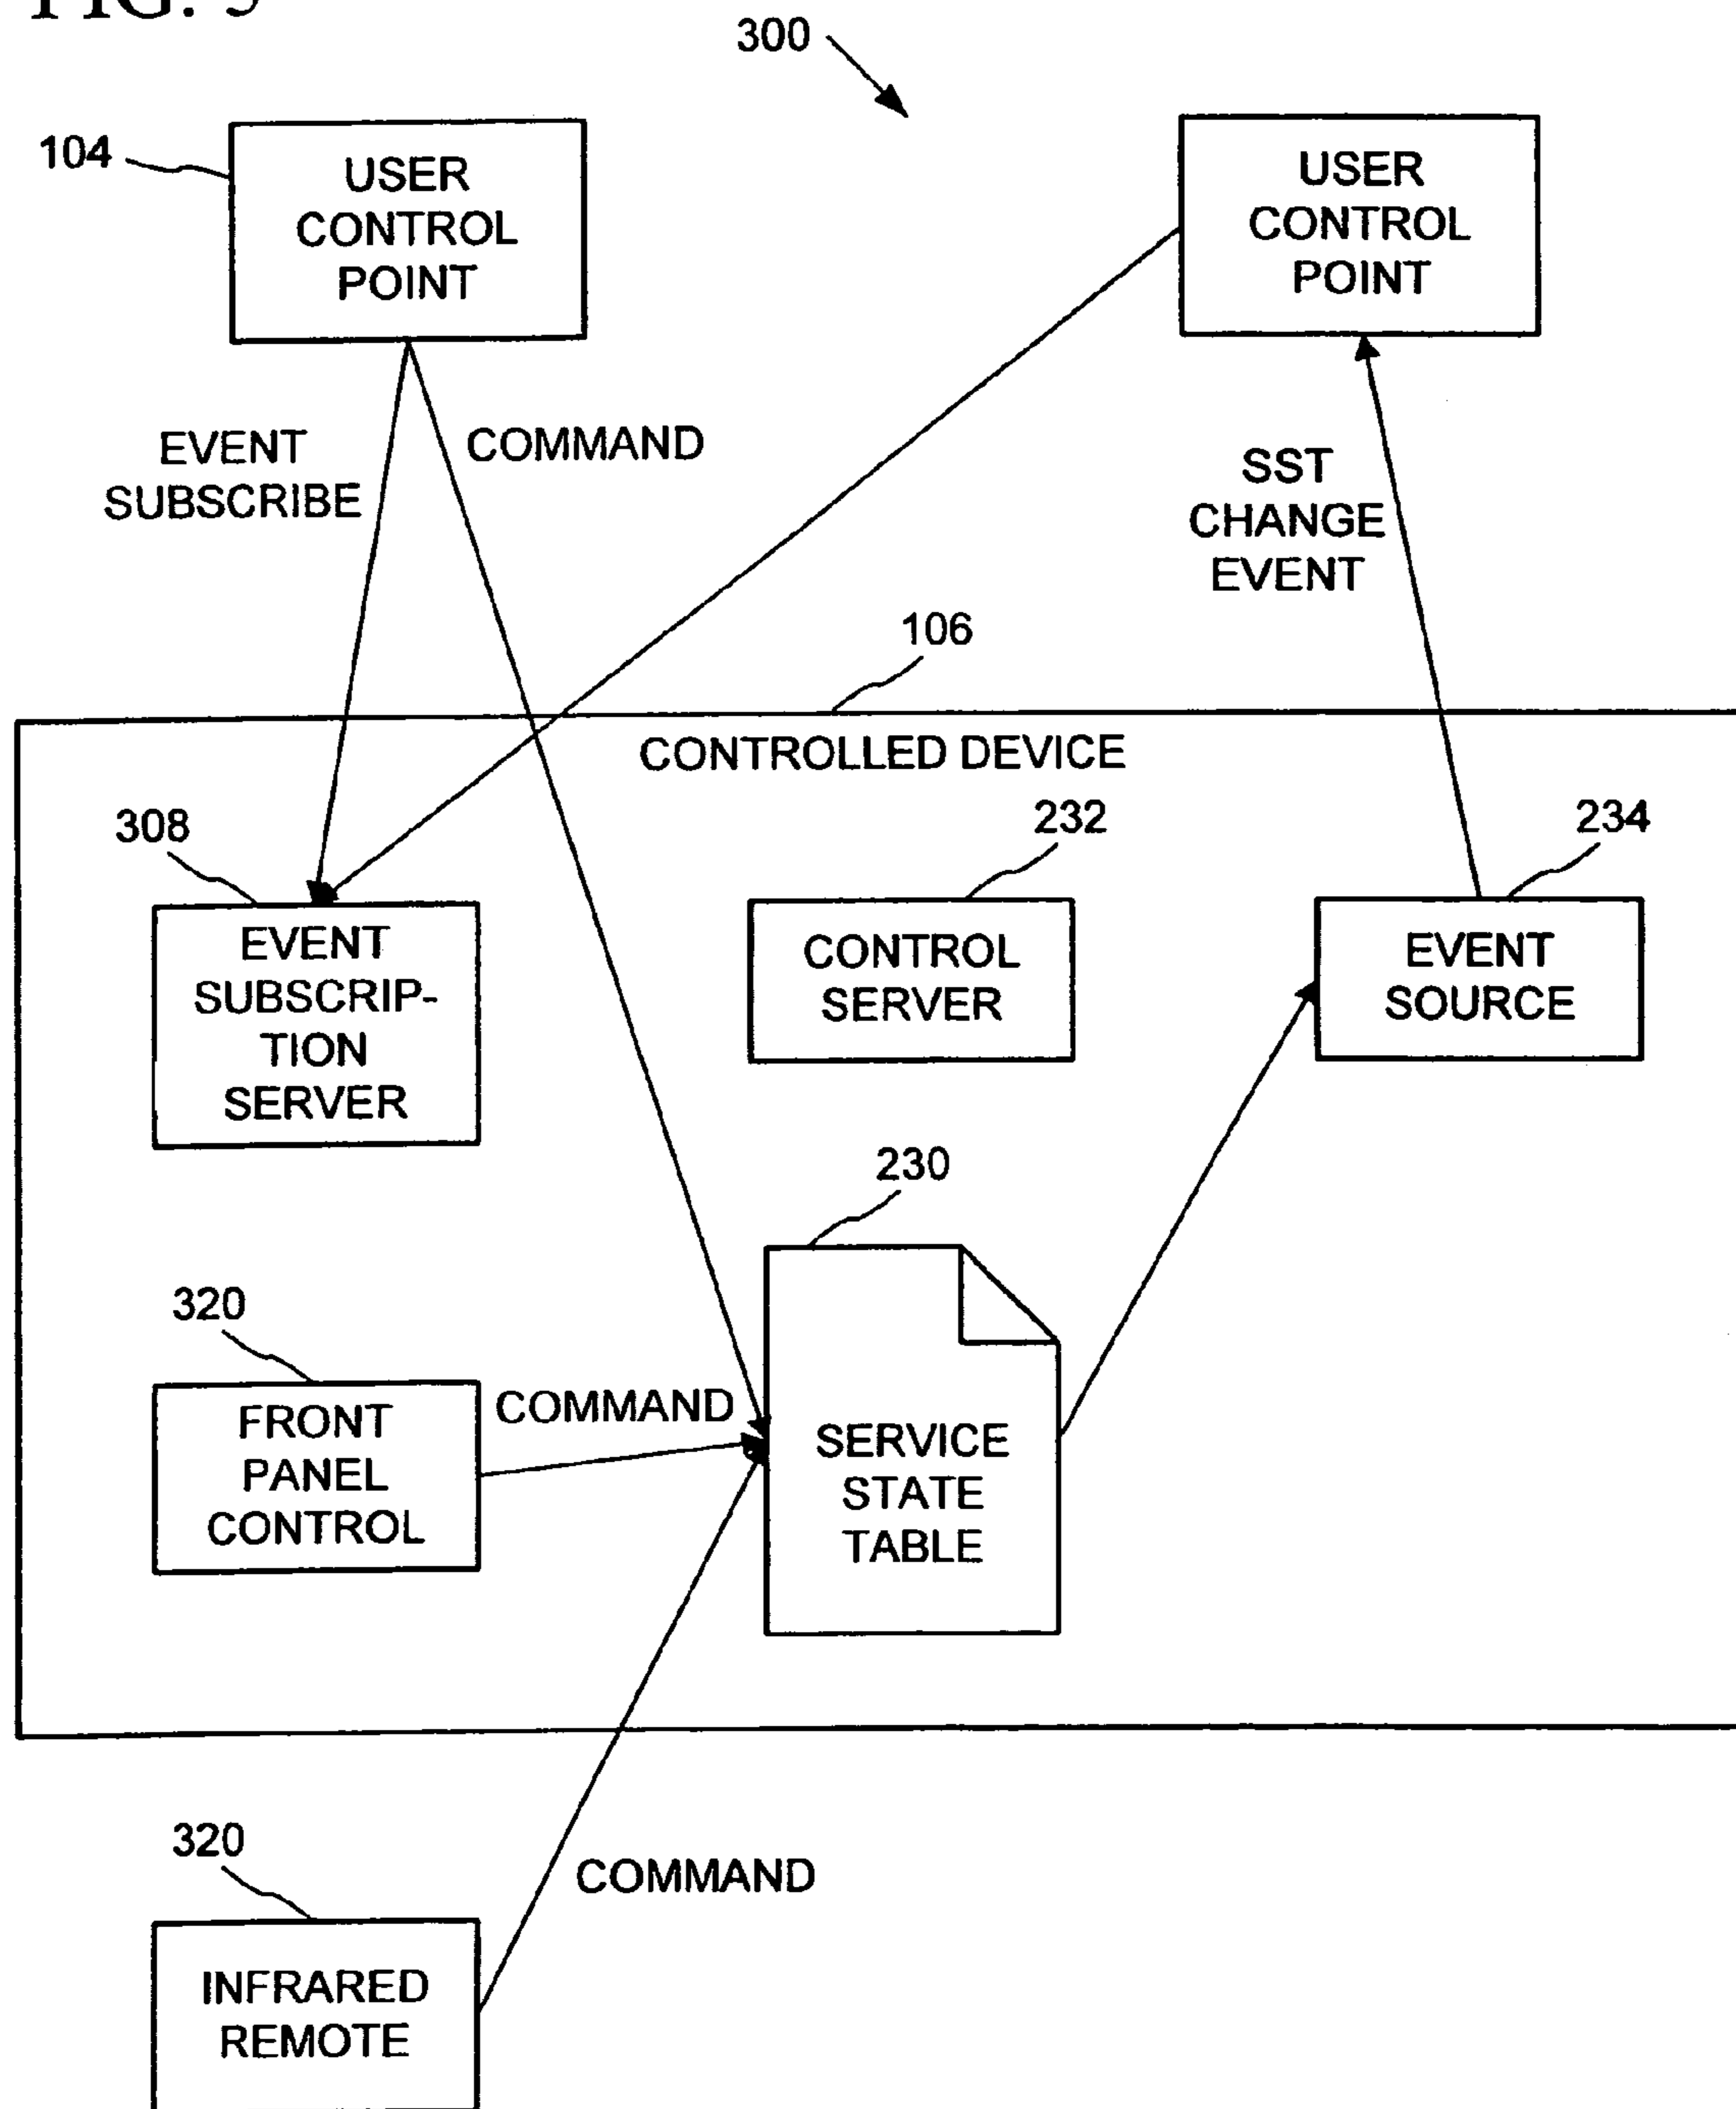 300
104
USER
CONTROL
POINT
USER
CONTROL
POINT
EVENT
SUBSCRIBE
COMMAND
SST
CHANGE
EVENT
106
CONTROLLED DEVICE
308
232
234
EVENT
SUBSCRIP-
TION
SERVER
CONTROL
SERVER
EVENT
SOURCE
230
320
FRONT
PANEL
CONTROL
COMMAND
SERVICE
STATE
TABLE
320
COMMAND
INFRARED
REMOTE